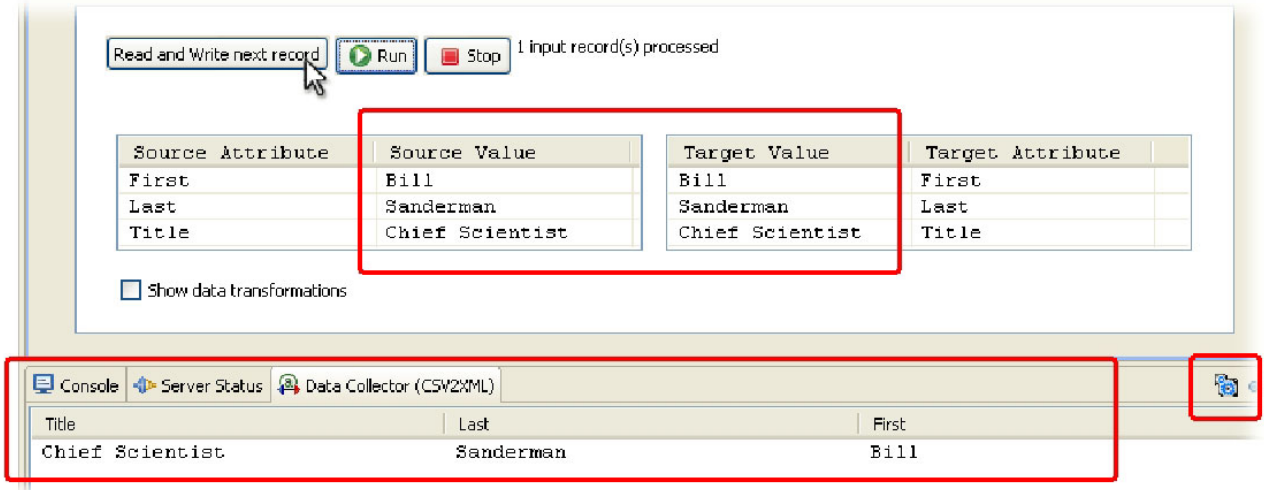 Read and Write next record Run Stop 1 input record(s) processed
Source Attribute Source Value Target Value Target Attribute
First Bill Bill First
Last Sanderman Sanderman Last
Title Chief Scientist Chief Scientist Title
Show data transformations
Console Server Status Data Collector (CSV2XML)
Title Last First
Chief Scientist Sanderman Bill